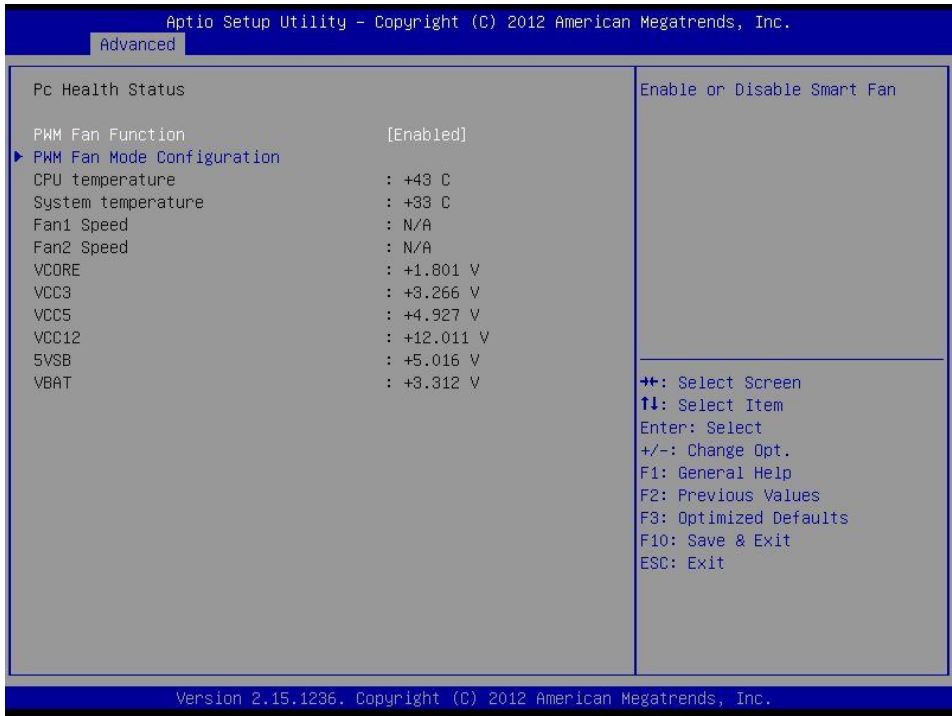 Aptio Setup Utility – Copyright (C) 2012 American Megatrends, Inc.
Advanced
Pc Health Status
PWM Fan Function [Enabled]
PWM Fan Mode Configuration
CPU temperature : +43 C
System temperature : +33 C
Fan1 Speed : N/A
Fan2 Speed : N/A
VCORE : +1.801 V
VCC3 : +3.266 V
VCC5 : +4.927 V
VCC12 : +12.011 V
5VSB : +5.016 V
VBAT : +3.312 V
Enable or Disable Smart Fan
→←: Select Screen
↑↓: Select Item
Enter: Select
+/-: Change Opt.
F1: General Help
F2: Previous Values
F3: Optimized Defaults
F10: Save & Exit
ESC: Exit
Version 2.15.1236. Copyright (C) 2012 American Megatrends, Inc.